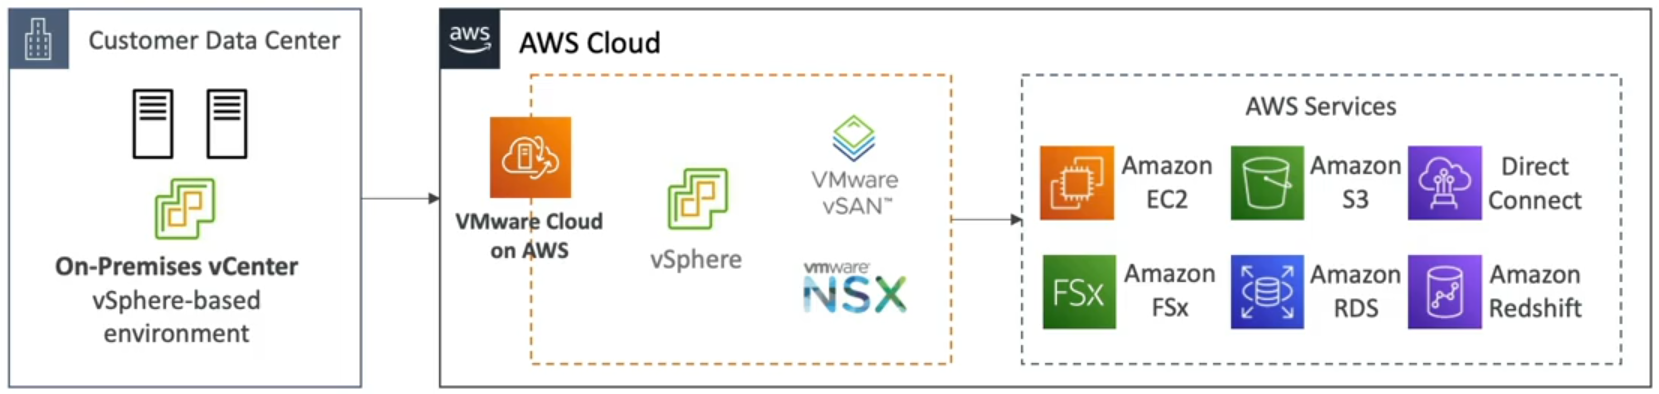 Customer Data Center
On-Premises vCenter
vSphere-based
environment
aws
AWS Cloud
VMware Cloud
on AWS
vSphere
VMware
vSAN™
vmware®
NSX
AWS Services
Amazon
EC2
Amazon
S3
Direct
Connect
FSx
Amazon
FSx
Amazon
RDS
Amazon
Redshift